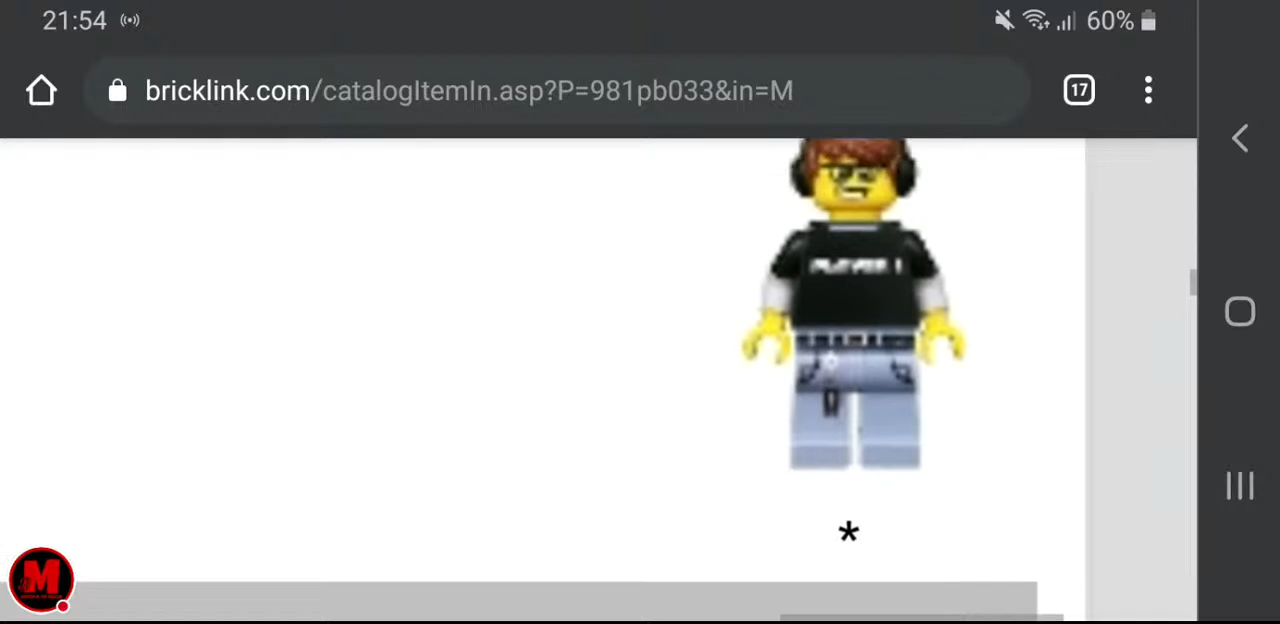 21:54
60%
bricklink.com/catalogItemIn.asp?P=981pb033&in=M
17
PLAYER 1
*
M